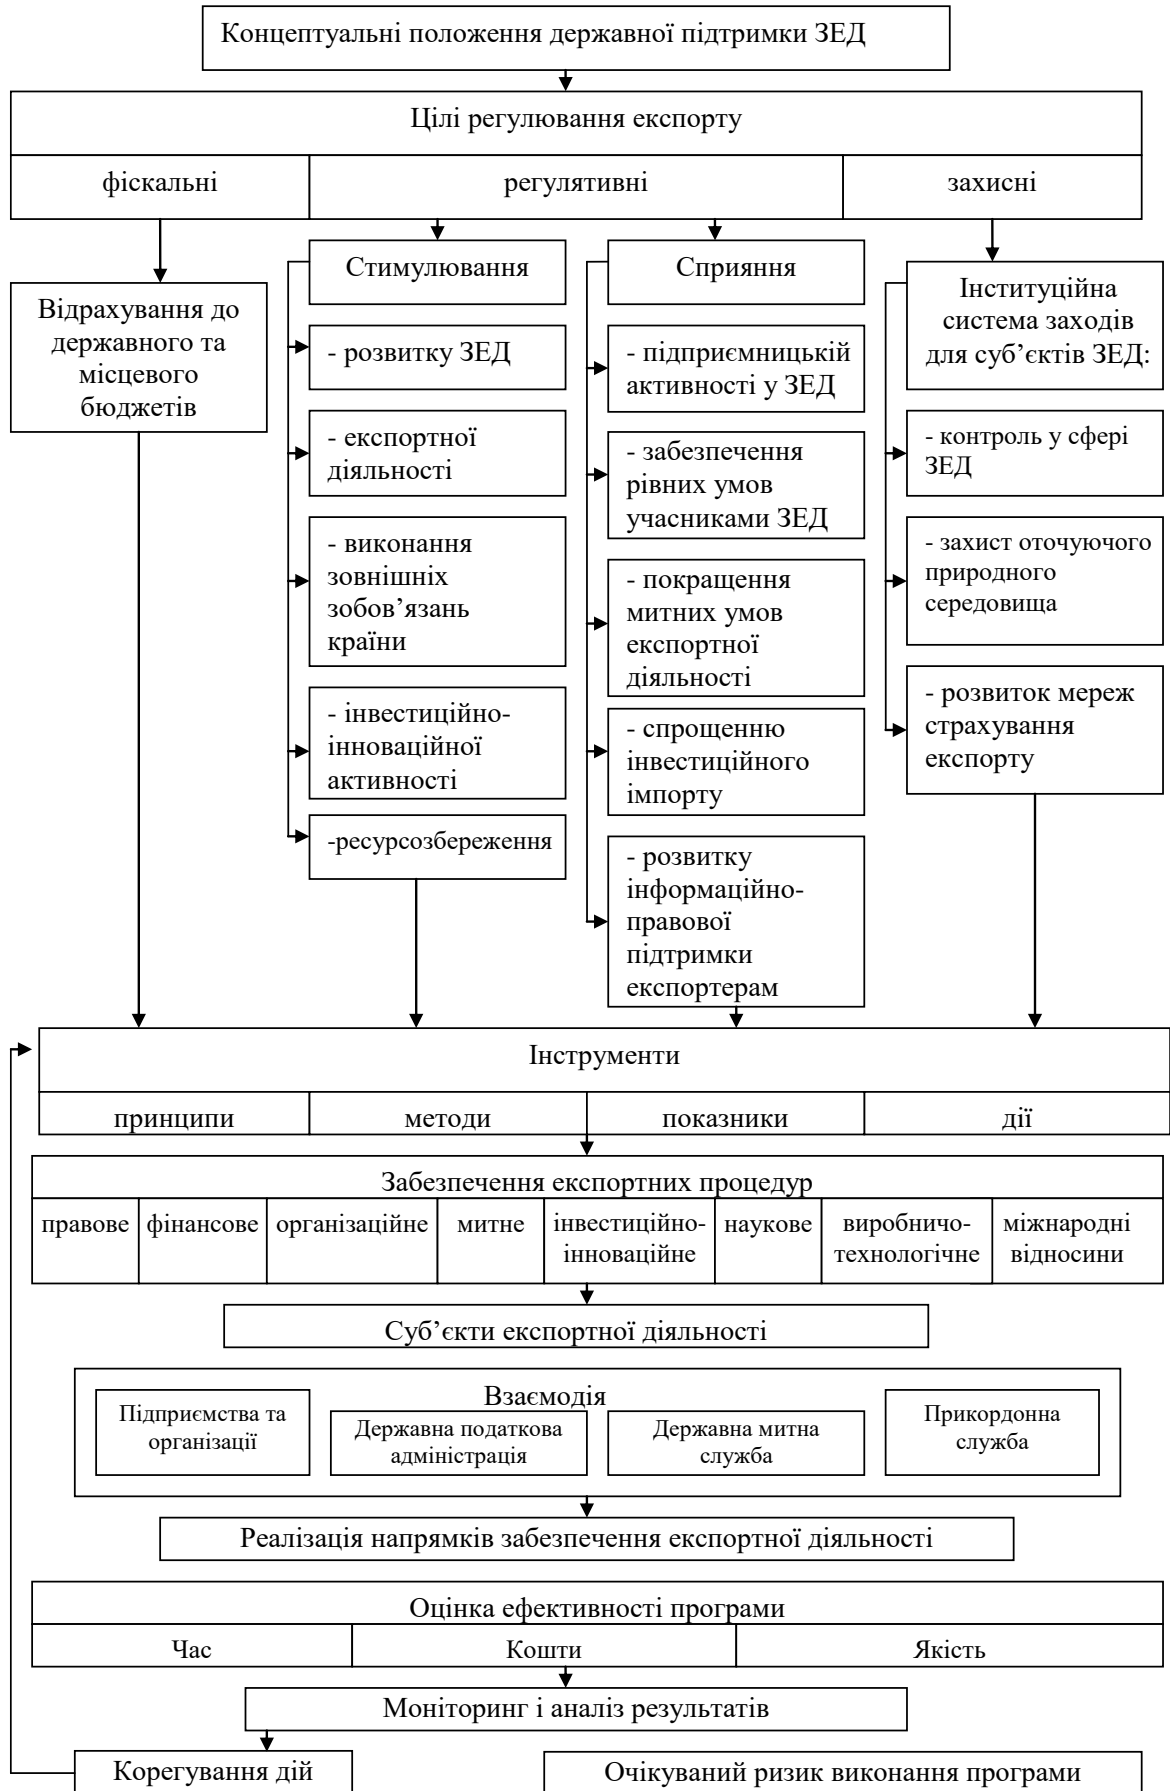 Концептуальні положення державної підтримки ЗЕД
Цілі регулювання експорту
фіскальні
регулятивні
захисні
Відрахування до
державного та
місцевого
бюджетів
Стимулювання
- розвитку ЗЕД
- експортної
діяльності
- виконання
зовнішніх
зобов’язань
країни
- інвестиційно-
інноваційної
активності
-ресурсозбереження
Сприяння
- підприємницькій
активності у ЗЕД
- забезпечення
рівних умов
учасниками ЗЕД
- покращення
митних умов
експортної
діяльності
- спрощенню
інвестиційного
імпорту
- розвитку
інформаційно-
правової
підтримки
експортерам
Інституційна
система заходів
для суб’єктів ЗЕД:
- контроль у сфері
ЗЕД
- захист оточуючого
природного
середовища
- розвиток мереж
страхування
експорту
Інструменти
принципи
методи
показники
дії
Забезпечення експортних процедур
правове
фінансове
організаційне
митне
інвестиційно-
інноваційне
наукове
виробничо-
технологічне
міжнародні
відносини
Суб’єкти експортної діяльності
Взаємодія
Підприємства та
організації
Державна податкова
адміністрація
Державна митна
служба
Прикордонна
служба
Реалізація напрямків забезпечення експортної діяльності
Оцінка ефективності програми
Час
Кошти
Якість
Моніторинг і аналіз результатів
Корегування дій
Очікуваний ризик виконання програми